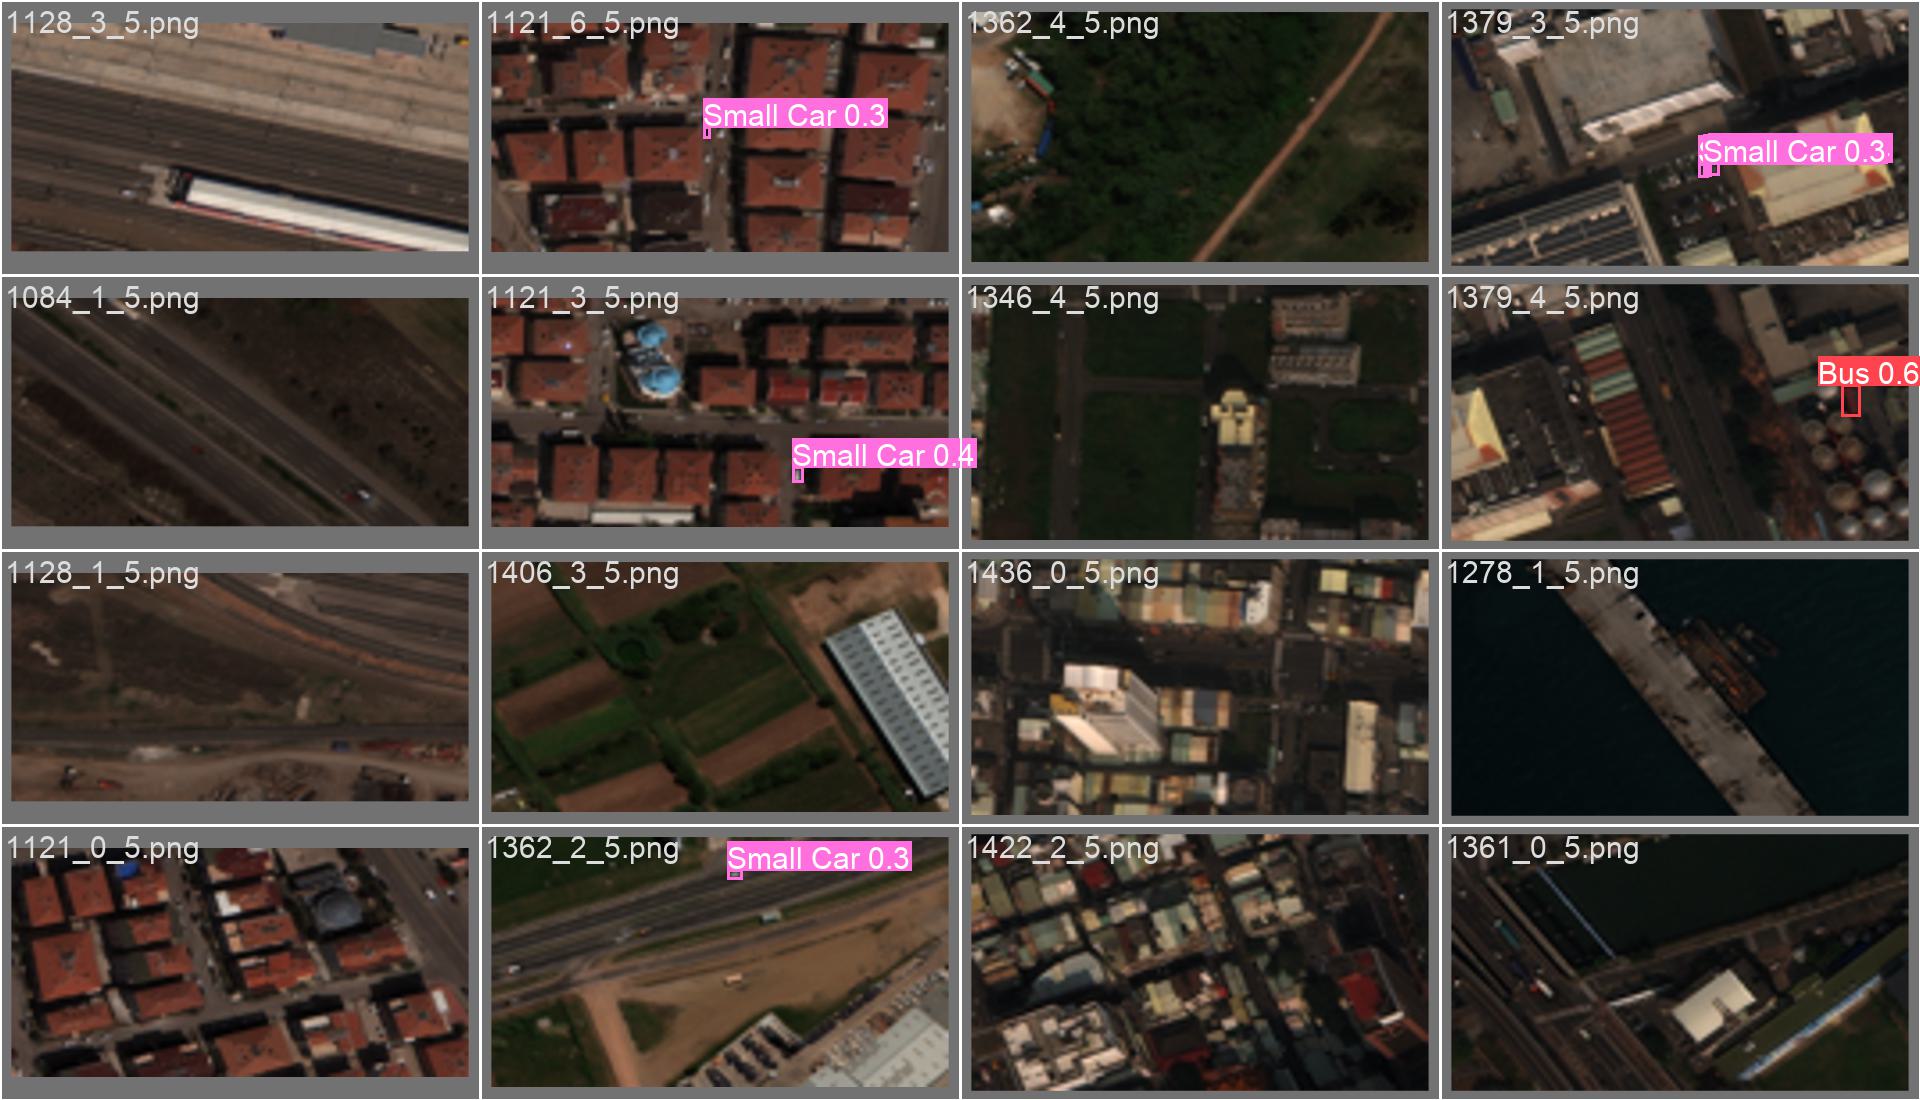 1128_3_5.png
1121_6_5.png
1362_4_5.png
1379_3_5.png
Small Car 0.3
Small Car 0.3
1084_1_5.png
1121_3_5.png
1346_4_5.png
1379_4_5.png
Bus 0.6
Small Car 0.4
1128_1_5.png
1406_3_5.png
1436_0_5.png
1278_1_5.png
1121_0_5.png
1362_2_5.png
Small Car 0.3
1422_2_5.png
1361_0_5.png